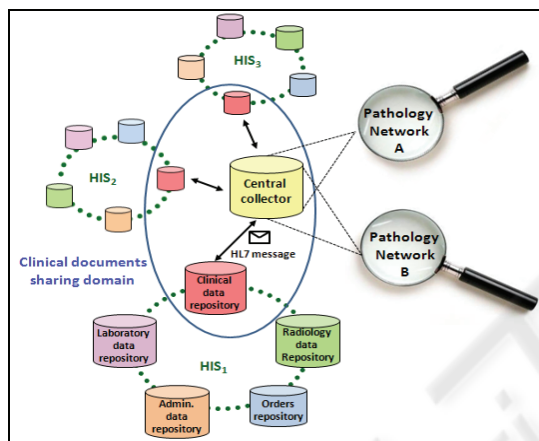 HIS3
Pathology
Network
A
HIS2
Central
collector
Pathology
Network
B
HL7 message
Clinical documents
sharing domain
Clinical
data
repository
Laboratory
data
repository
Radiology
data
Repository
HIS1
Admin.
data
repository
Orders
repository